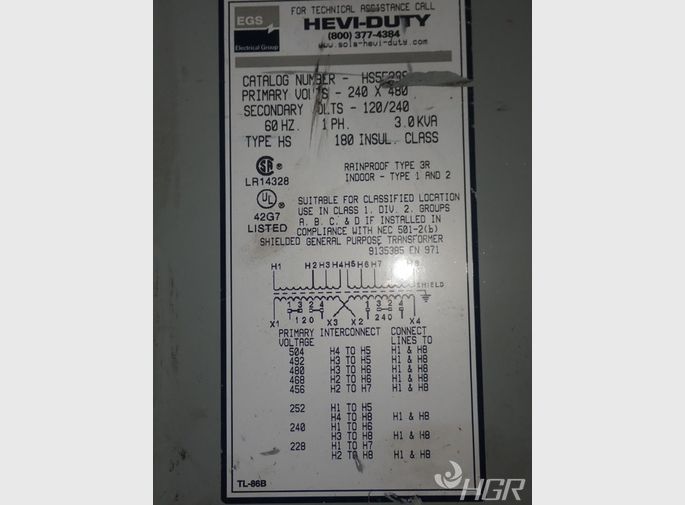 FOR TECHNICAL ASSISTANCE CALL
EGS
Electrical Group
HEVI-DUTY
(800) 377-4384
www.sola-hevi-duty.com
CATALOG NUMBER -
PRIMARY VOLTS - 240 X 480
SECONDARY VOLTS - 120/240
60 HZ. 1 PH. 3.0 KVA
TYPE HS 180 INSUL. CLASS
SA ®
LR14328
RAINPROOF TYPE 3R
INDOOR - TYPE 1 AND 2
UL ®
42G7
LISTED
SUITABLE FOR CLASSIFIED LOCATION
USE IN CLASS 1. DIV. 2. GROUPS
A. B. C. & D IF INSTALLED IN
COMPLIANCE WITH NEC 501-2(b)
SHIELDED GENERAL PURPOSE TRANSFORMER
9135385 EN 971
H1 H2 H3 H4 H5 H6 H7 H8
SHIELD
1 3 2 4 1 3 2 4
120 240
X1 X3 X2 X4
PRIMARY INTERCONNECT CONNECT
VOLTAGE LINES TO
504 H4 TO H5 H1 & H8
492 H3 TO H5 H1 & H8
480 H3 TO H6 H1 & H8
468 H2 TO H6 H1 & H8
456 H2 TO H7 H1 & H8
252 H1 TO H5
H4 TO H8 H1 & H8
240 H1 TO H6
H3 TO H8 H1 & H8
228 H1 TO H7
H2 TO H8 H1 & H8
TL-86B
HGR